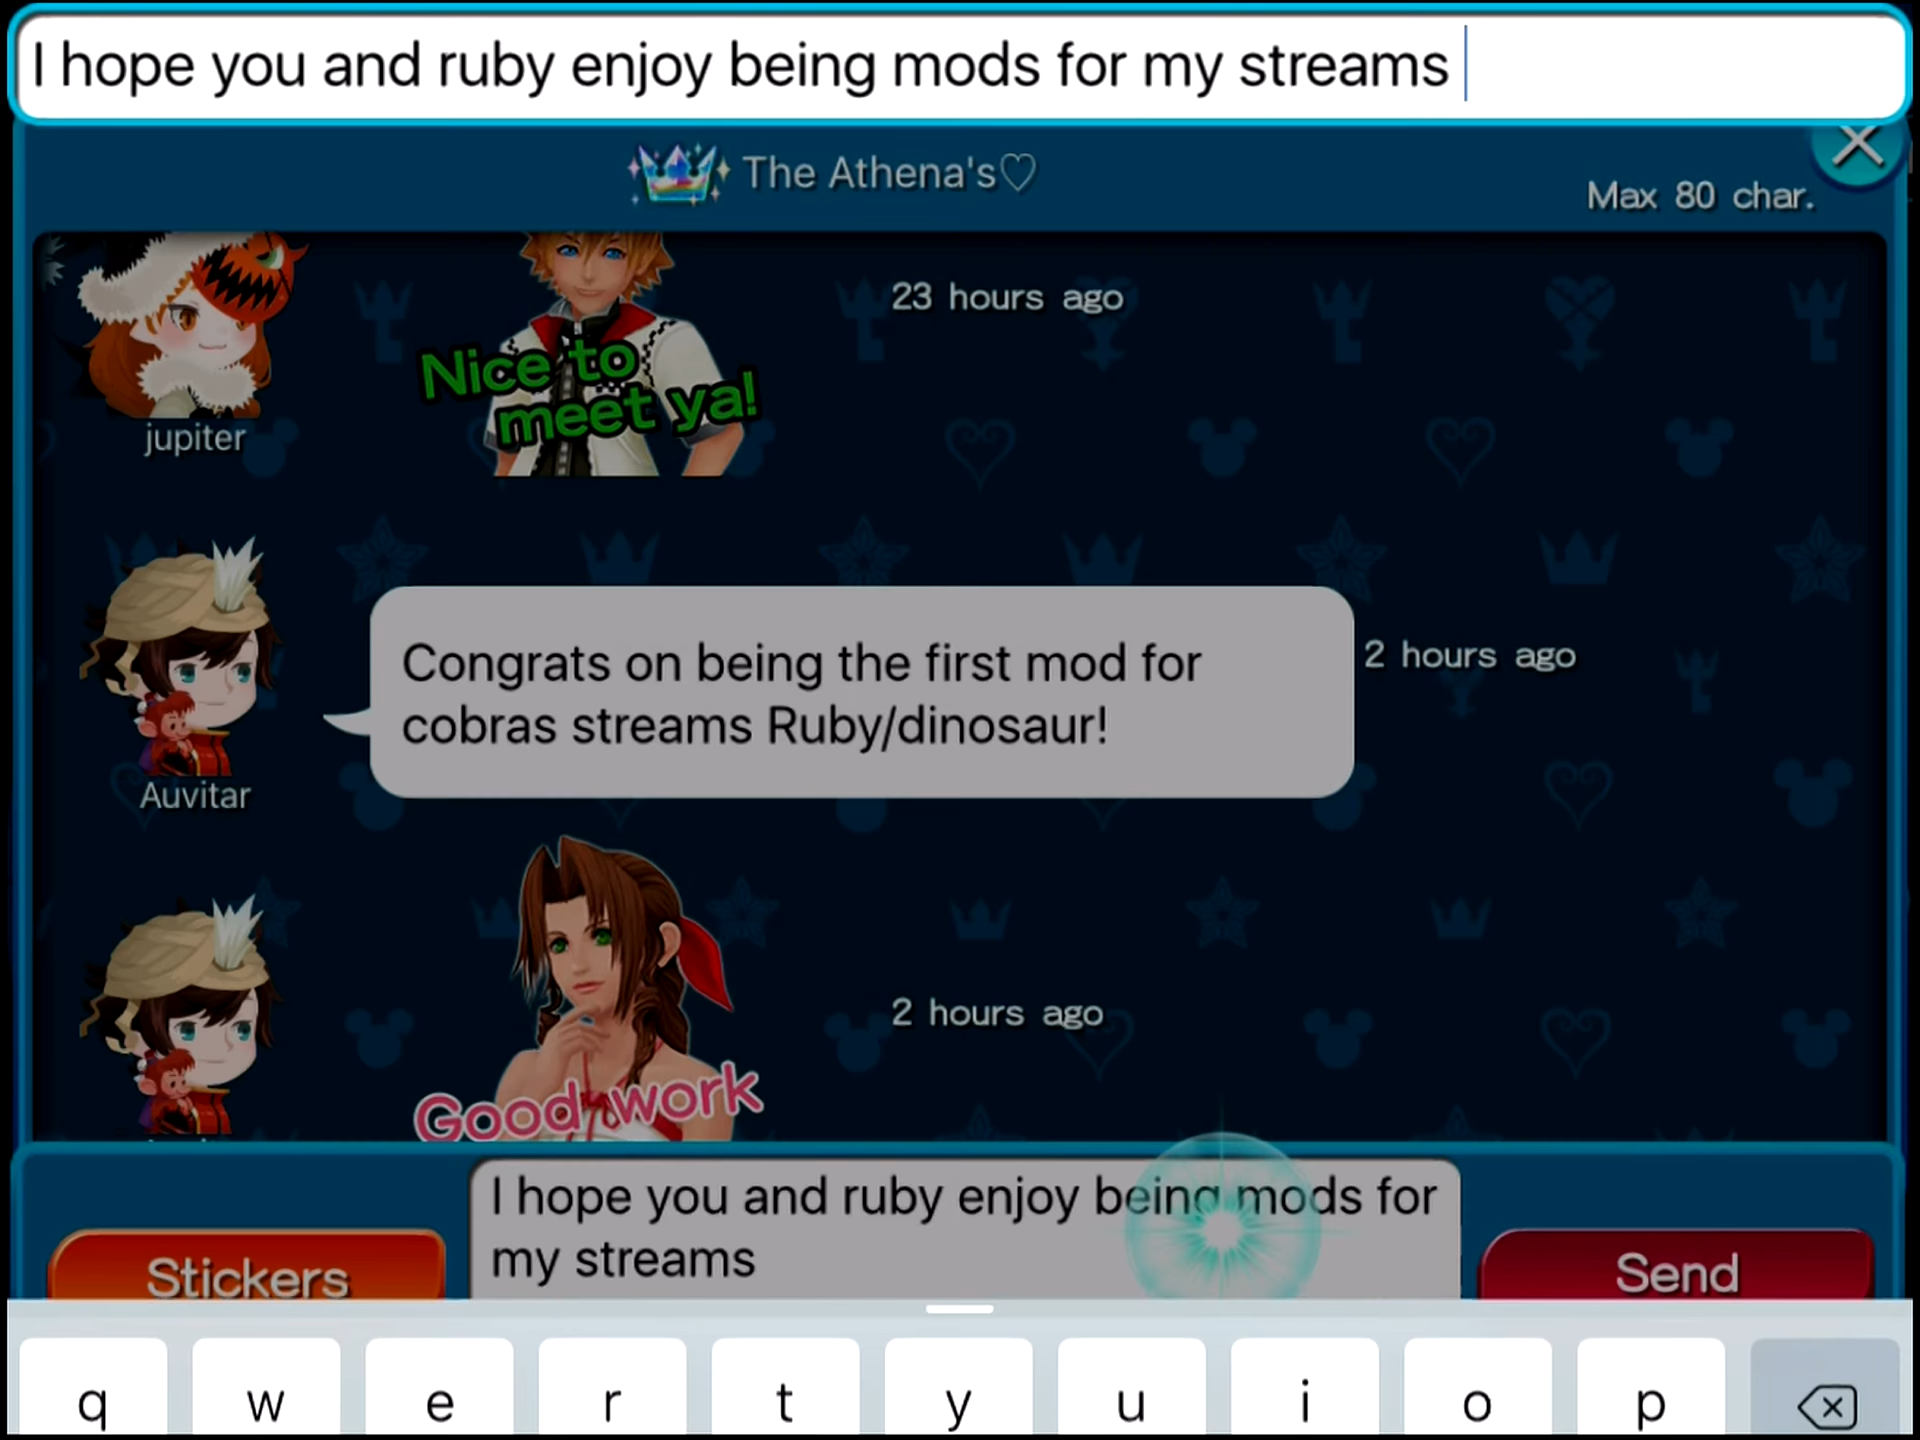 I hope you and ruby enjoy being mods for my streams
The Athena's♡
Max 80 char.
23 hours ago
Nice to
meet ya!
jupiter
Congrats on being the first mod for
cobras streams Ruby/dinosaur!
2 hours ago
Auvitar
2 hours ago
Good work
I hope you and ruby enjoy being mods for
my streams
Stickers
Send
q w e r t y u i o p